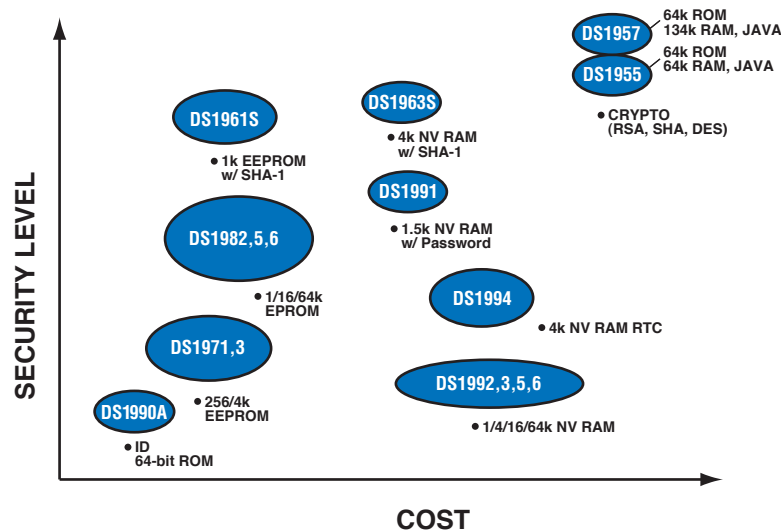 DS1957
64k ROM
134k RAM, JAVA
DS1955
64k ROM
64k RAM, JAVA
• CRYPTO
(RSA, SHA, DES)
DS1961S
• 1k EEPROM
w/ SHA-1
DS1963S
• 4k NV RAM
w/ SHA-1
DS1991
• 1.5k NV RAM
w/ Password
DS1982,5,6
• 1/16/64k
EPROM
DS1994
• 4k NV RAM RTC
DS1971,3
• 256/4k
EEPROM
DS1992,3,5,6
• 1/4/16/64k NV RAM
DS1990A
• ID
64-bit ROM
SECURITY LEVEL
COST